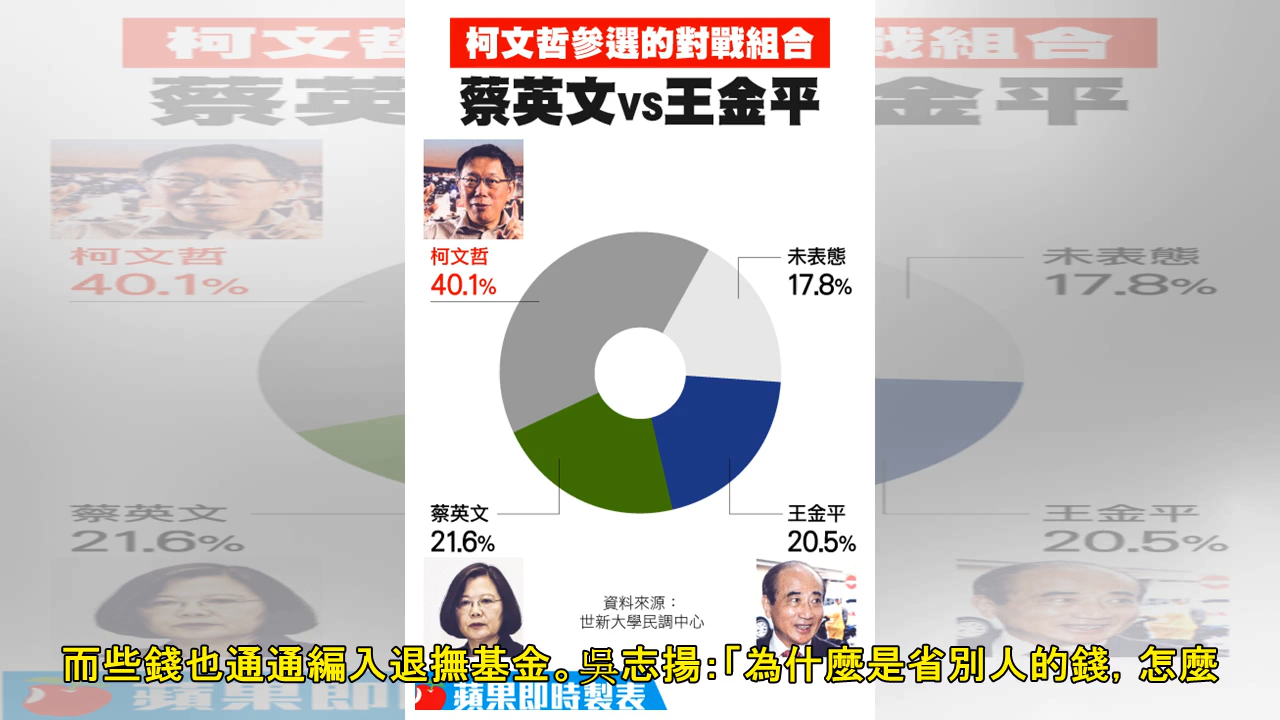 柯文哲參選的對戰組合
蔡英文vs王金平
柯文哲
40.1%
未表態
17.8%
蔡英文
21.6%
王金平
20.5%
資料來源：
世新大學民調中心
而些錢也通通編入退撫基金。吳志揚:「為什麼是省別人的錢, 怎麼
蘋果即時製表